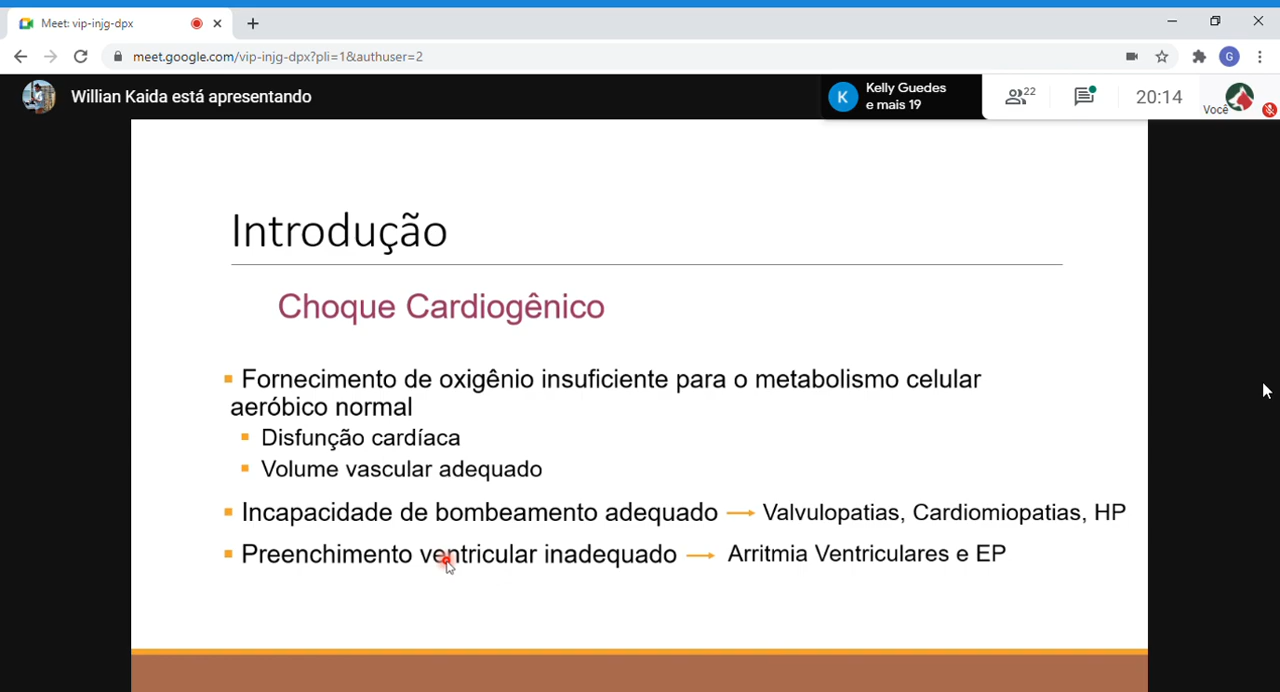 Meet: vip-injg-dpx
meet.google.com/vip-injg-dpx?pli=1&authuser=2
G
Willian Kaida está apresentando
K
Kelly Guedes
e mais 19
22
20:14
Você
Introdução
Choque Cardiogênico
Fornecimento de oxigênio insuficiente para o metabolismo celular
aeróbico normal
Disfunção cardíaca
Volume vascular adequado
Incapacidade de bombeamento adequado → Valvulopatias, Cardiomiopatias, HP
Preenchimento ventricular inadequado → Arritmia Ventriculares e EP